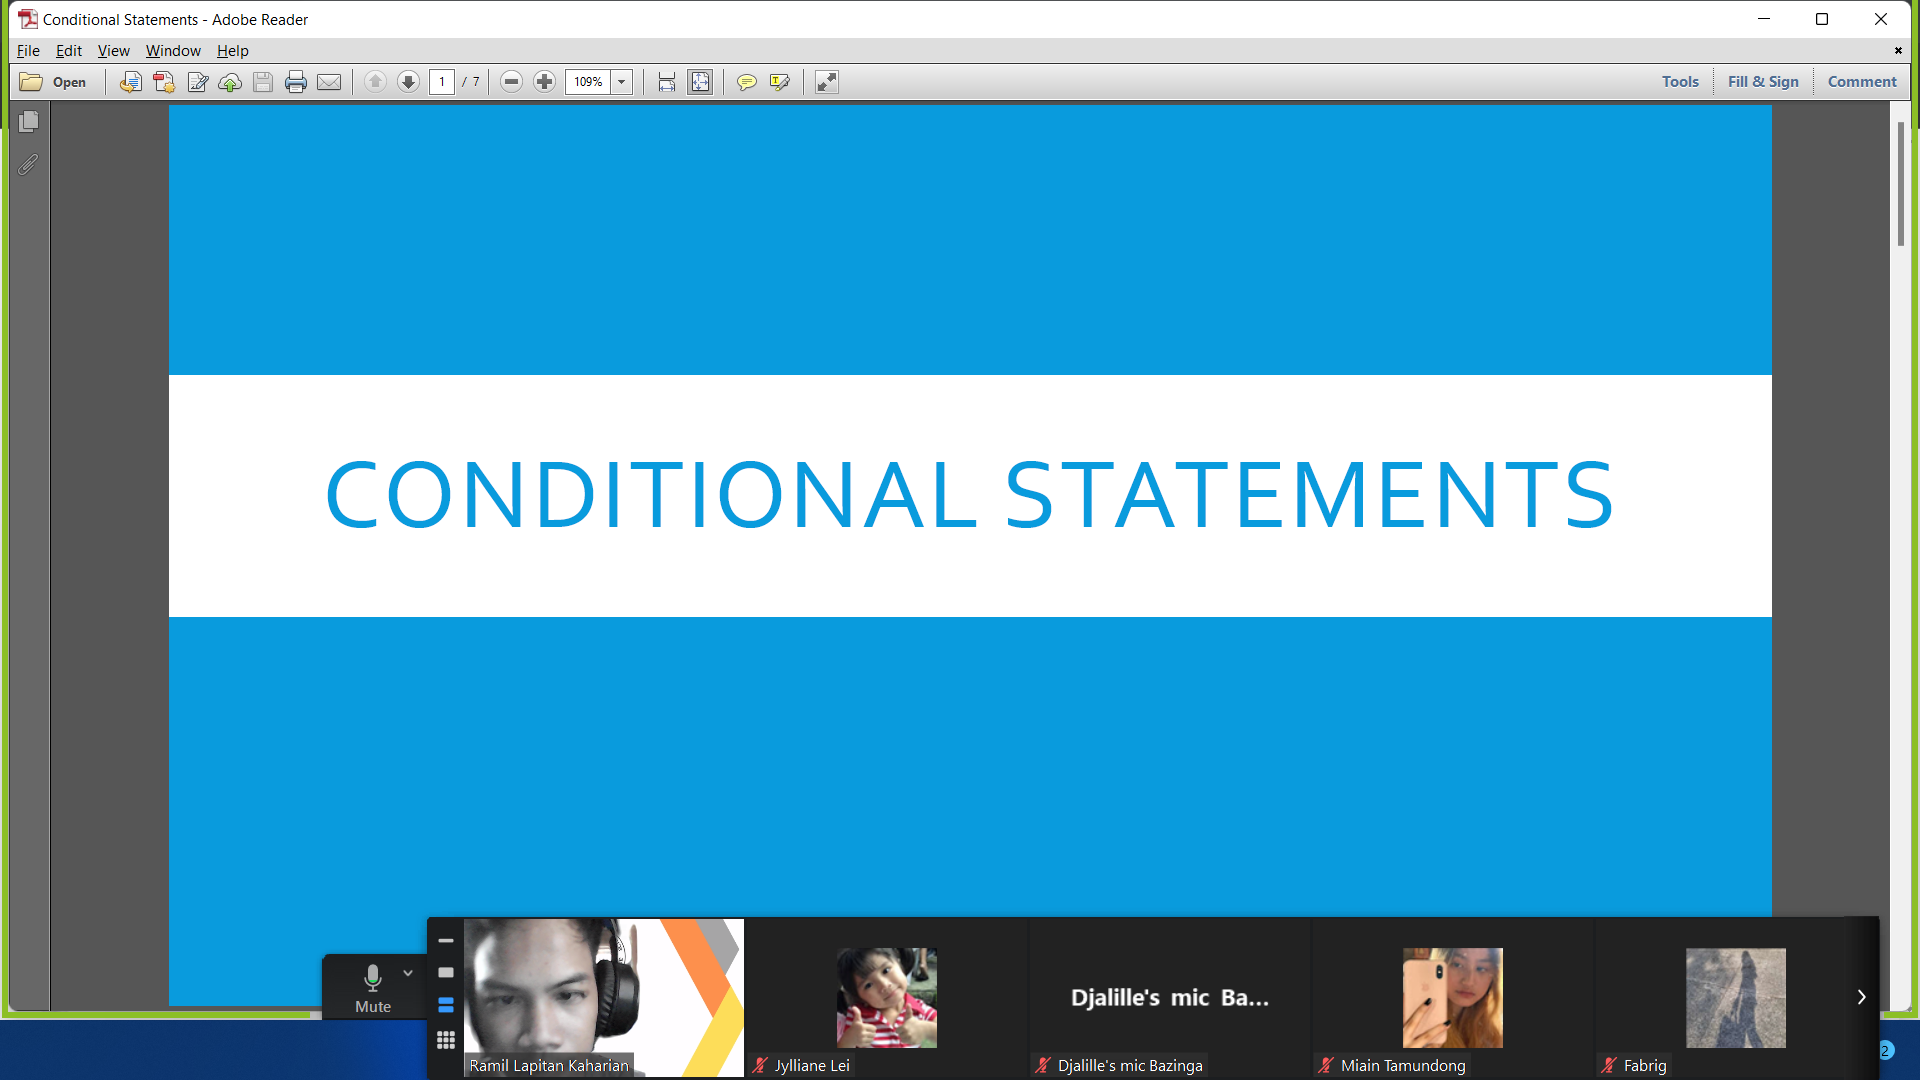 Conditional Statements - Adobe Reader
File Edit View Window Help
Open 1 / 7 109% Tools Fill & Sign Comment
CONDITIONAL STATEMENTS
Mute
Djalille's mic Ba...
Ramil Lapitan Kaharian
Jylliane Lei
Djalille's mic Bazinga
Miain Tamundong
Fabrig
2